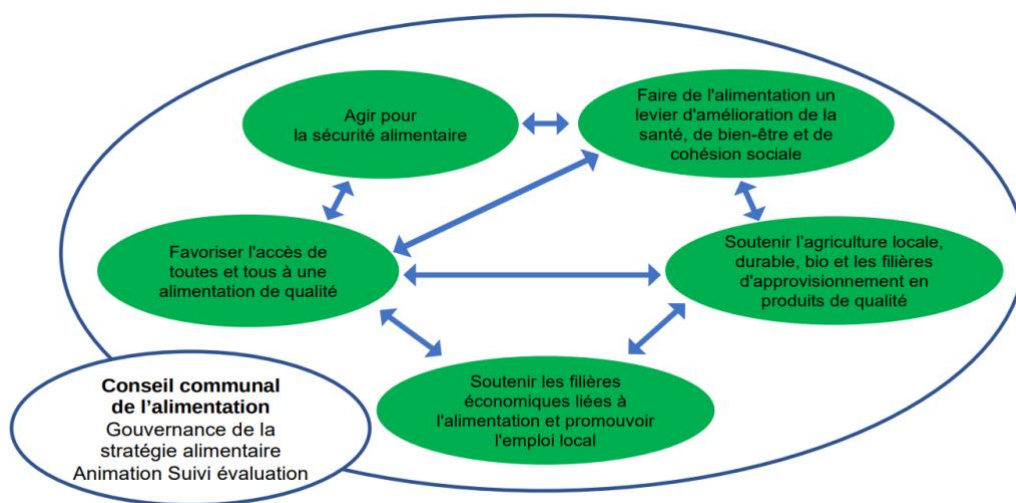 Agir pour
la sécurité alimentaire
Faire de l'alimentation un
levier d'amélioration de la
santé, de bien-être et de
cohésion sociale
Favoriser l'accès de
toutes et tous à une
alimentation de qualité
Soutenir l'agriculture locale,
durable, bio et les filières
d'approvisionnement en
produits de qualité
Soutenir les filières
économiques liées à
l'alimentation et promouvoir
l'emploi local
Conseil communal
de l'alimentation
Gouvernance de la
stratégie alimentaire
Animation Suivi évaluation